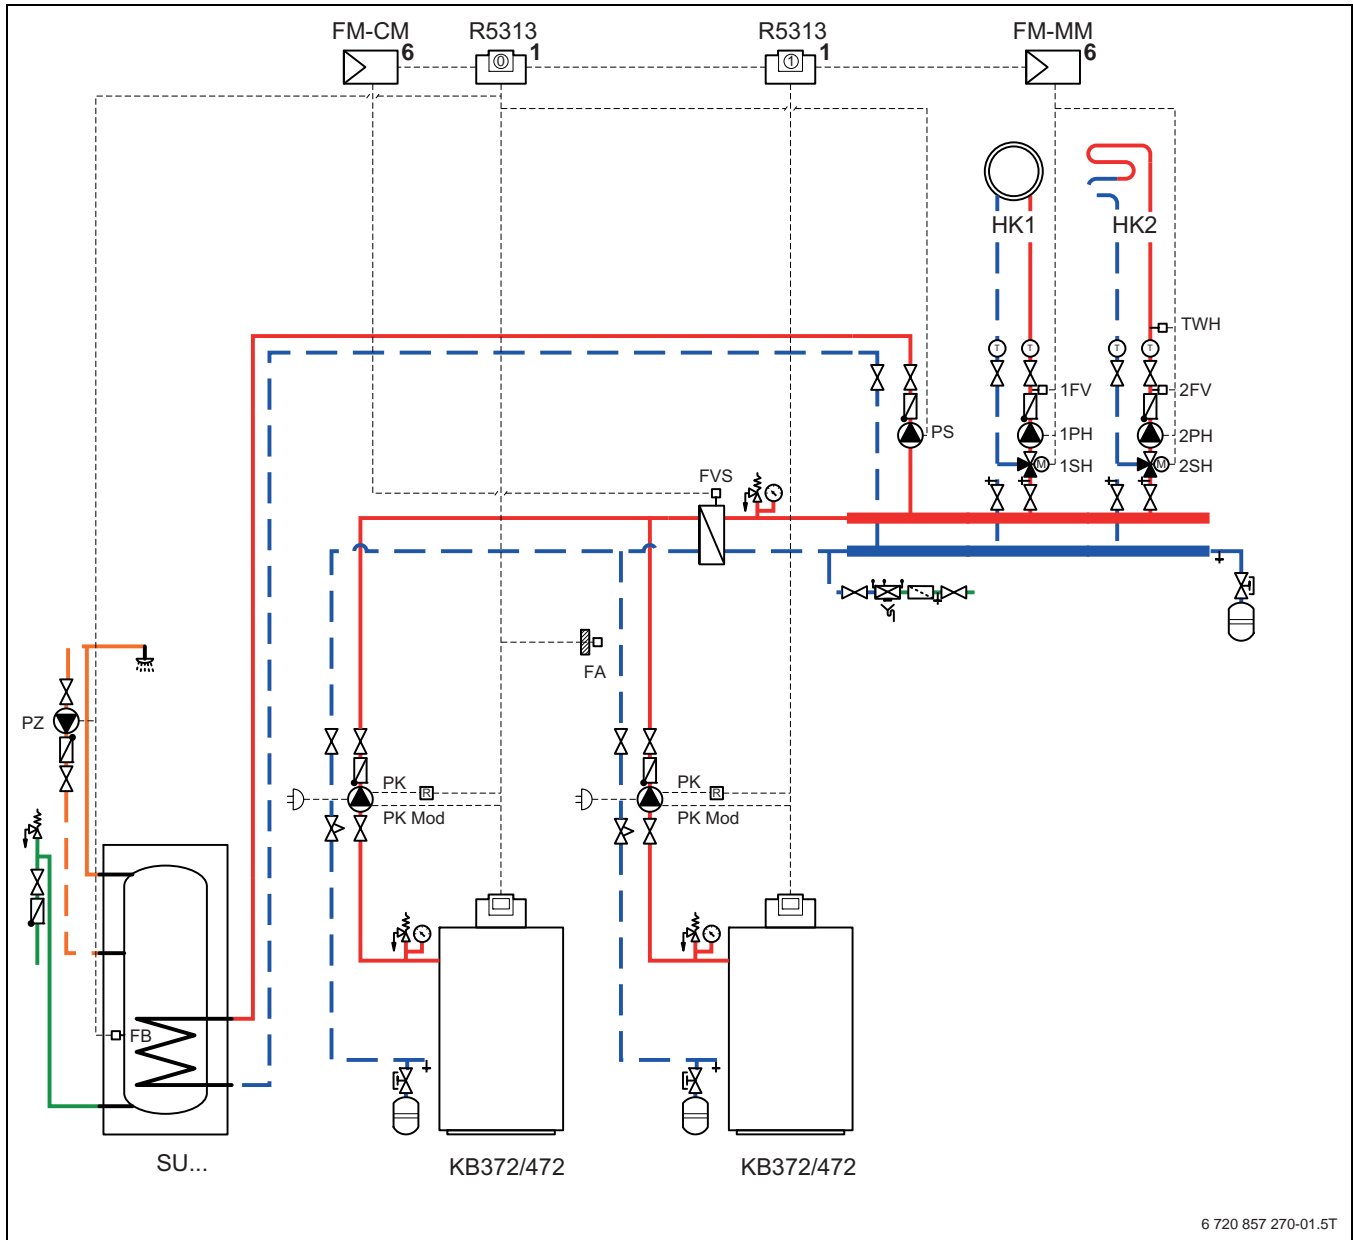 FM-CM
6
R5313
1
0
R5313
1
1
FM-MM
6
HK1
HK2
TWH
T
T
T
T
1FV
2FV
PS
1PH
2PH
M
1SH
M
2SH
FVS
FA
PZ
PK
R
PK Mod
PK
R
PK Mod
FB
SU...
KB372/472
KB372/472
6 720 857 270-01.5T